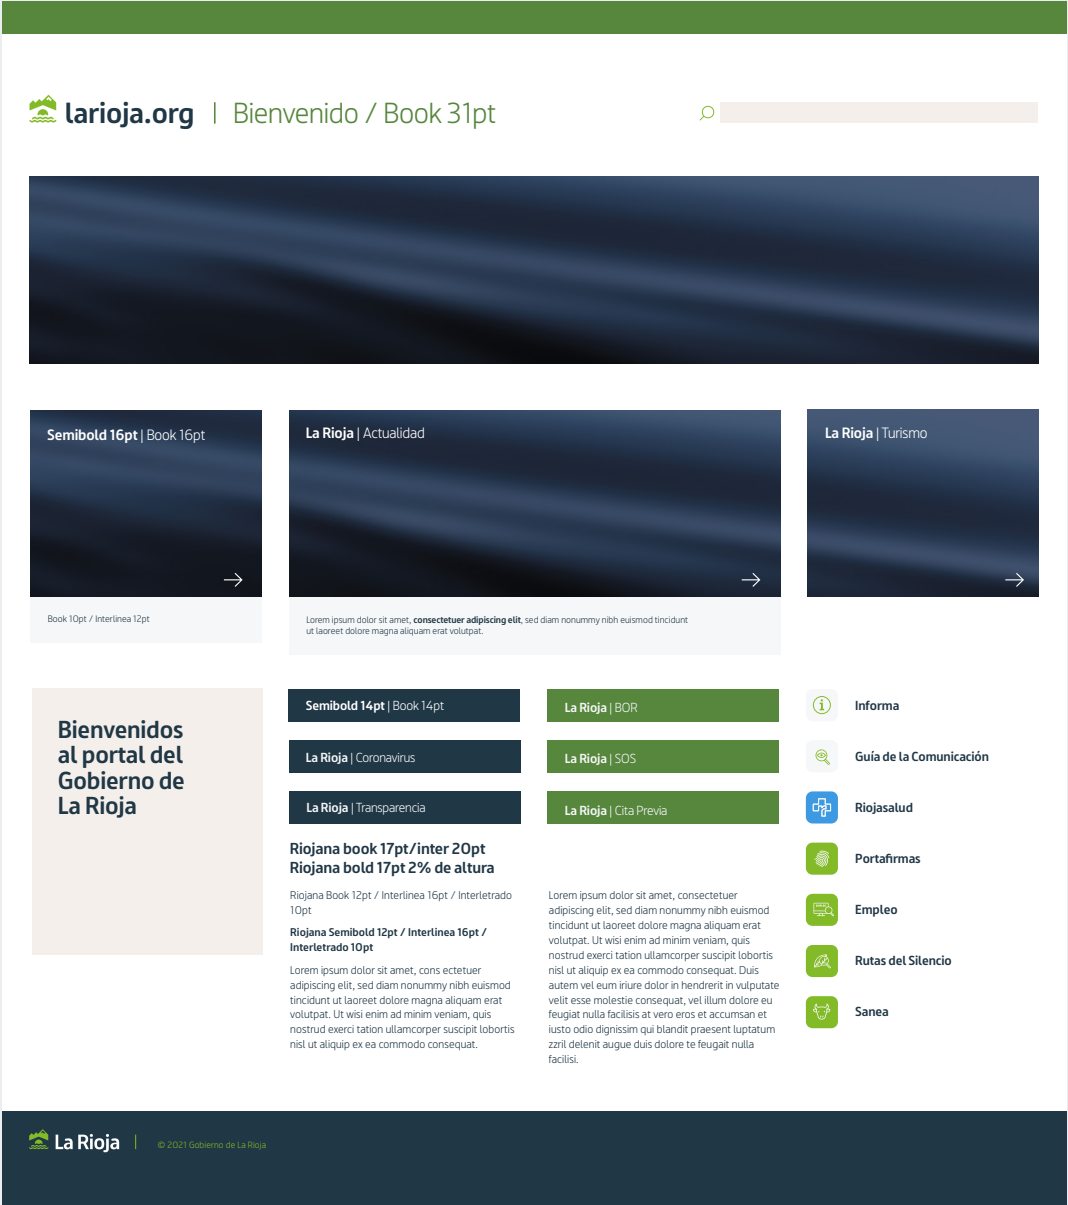 larioja.org | Bienvenido / Book 31pt
Semibold 16pt | Book 16pt
Book 10pt / Interlinea 12pt
La Rioja | Actualidad
Lorem ipsum dolor sit amet, consectetuer adipiscing elit, sed diam nonummy nibh euismod tincidunt
ut laoreet dolore magna aliquam erat volutpat.
La Rioja | Turismo
Bienvenidos
al portal del
Gobierno de
La Rioja
Semibold 14pt | Book 14pt
La Rioja | Coronavirus
La Rioja | Transparencia
Riojana book 17pt/inter 20pt
Riojana bold 17pt 2% de altura
Riojana Book 12pt / Interlinea 16pt / Interletrado
10pt
Riojana Semibold 12pt / Interlinea 16pt /
Interletrado 10pt
Lorem ipsum dolor sit amet, cons ectetuer
adipiscing elit, sed diam nonummy nibh euismod
tincidunt ut laoreet dolore magna aliquam erat
volutpat. Ut wisi enim ad minim veniam, quis
nostrud exerci tation ullamcorper suscipit lobortis
nisl ut aliquip ex ea commodo consequat.
La Rioja | BOR
La Rioja | SOS
La Rioja | Cita Previa
Lorem ipsum dolor sit amet, consectetuer
adipiscing elit, sed diam nonummy nibh euismod
tincidunt ut laoreet dolore magna aliquam erat
volutpat. Ut wisi enim ad minim veniam, quis
nostrud exerci tation ullamcorper suscipit lobortis
nisl ut aliquip ex ea commodo consequat. Duis
autem vel eum iriure dolor in hendrerit in vulputate
velit esse molestie consequat, vel illum dolore eu
feugiat nulla facilisis at vero eros et accumsan et
iusto odio dignissim qui blandit praesent luptatum
zzril delenit augue duis dolore te feugait nulla
facilisi.
Informa
Guía de la Comunicación
Riojasalud
Portafirmas
Empleo
Rutas del Silencio
Sanea
La Rioja | © 2021 Gobierno de La Rioja